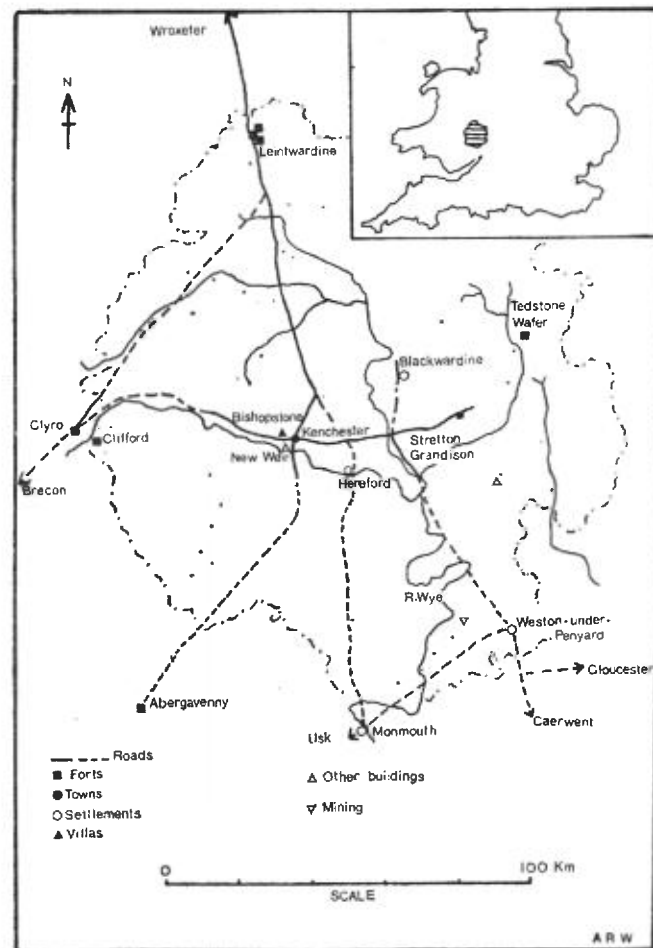 Wroxeter
N
Leintwardine
Tedstone
Wafer
Blackwardine
Clyro
Clifford
Bishopstone
Kenchester
New Weir
Stretton
Grandison
Brecon
Hereford
R.Wye
Weston-under-
Penyard
Gloucester
Abergavenny
Caerwent
Usk
Monmouth
Roads
Forts
Towns
Settlements
Villas
Other buildings
Mining
0
100 Km
SCALE
A R W